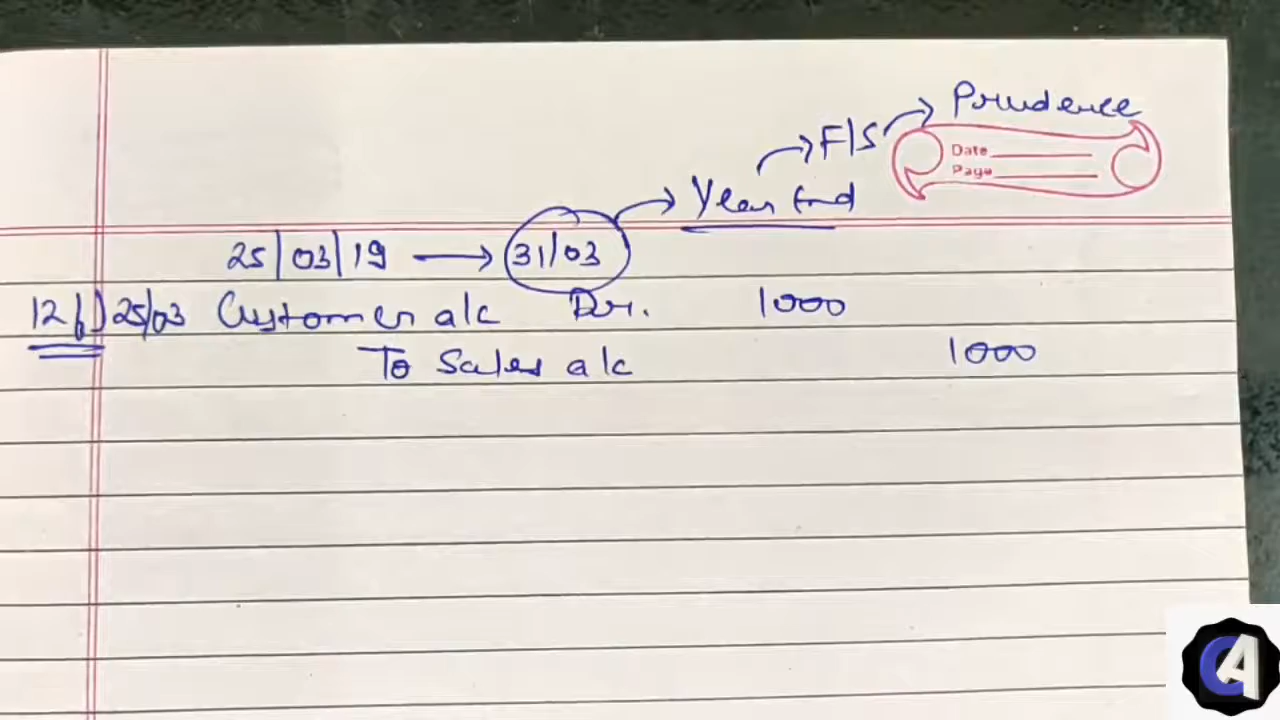 Prudence
F/S
Date
Page
Year End
25/03/19 → 31/03
12 b) 25/03 Customer a/c Dr. 1000
To Sales a/c 1000
CA